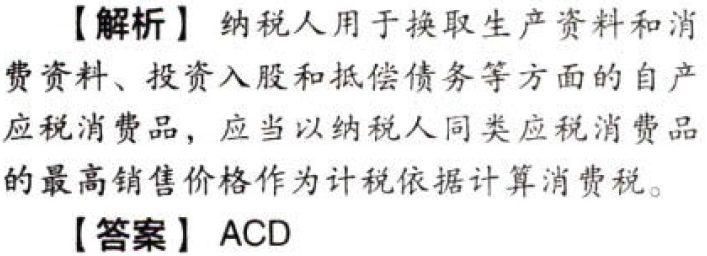 【解析】 纳税人用于换取生产资料和消
费资料、投资入股和抵偿债务等方面的自产
应税消费品，应当以纳税人同类应税消费品
的最高销售价格作为计税依据计算消费税。
【答案】 ACD